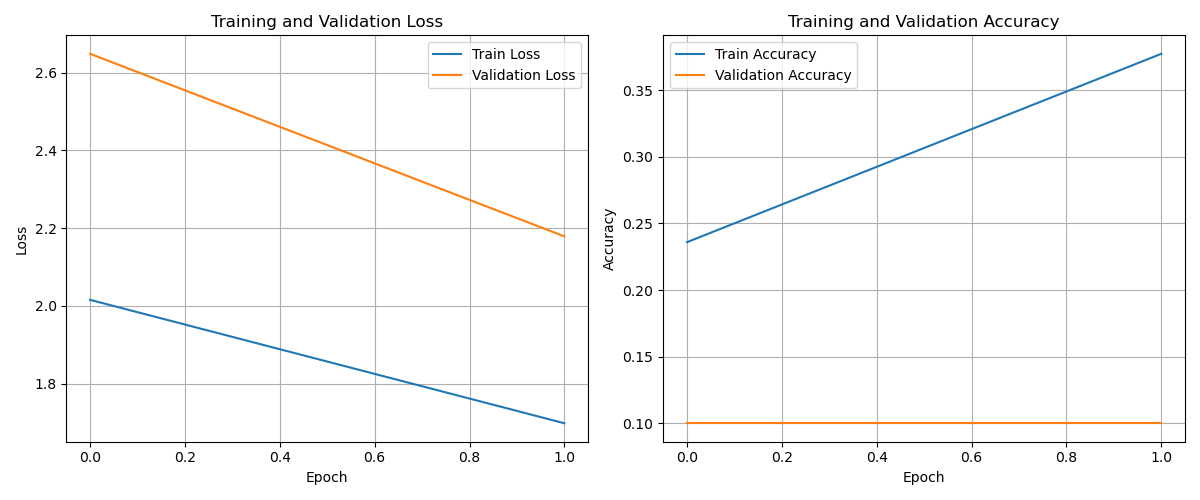 Training and Validation Loss
Train Loss
Validation Loss
2.6
2.4
2.2
2.0
1.8
Loss
0.0 0.2 0.4 0.6 0.8 1.0
Epoch
Training and Validation Accuracy
Train Accuracy
Validation Accuracy
0.35
0.30
0.25
0.20
0.15
0.10
Accuracy
0.0 0.2 0.4 0.6 0.8 1.0
Epoch